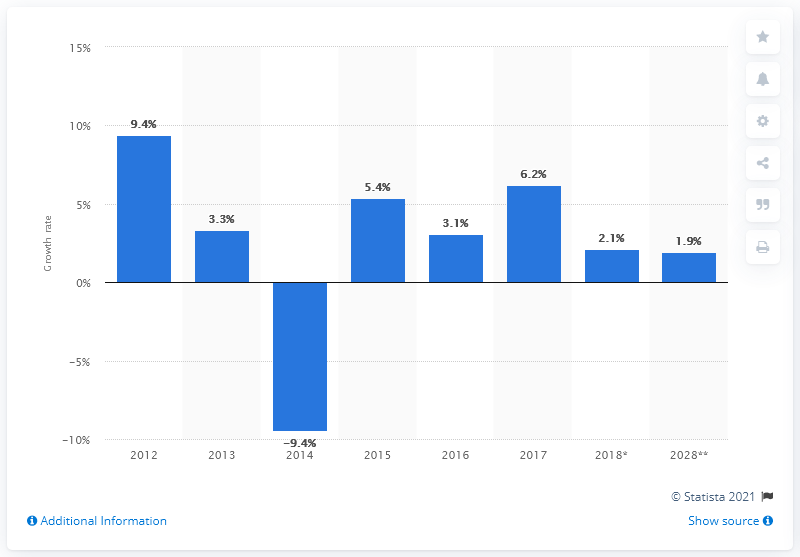 15%
10%
5%
0%
−5%
−10%
Growth rate
9.4%
3.3%
−9.4%
5.4%
3.1%
6.2%
2.1%
1.9%
2012 2013 2014 2015 2016 2017 2018* 2028**
© Statista 2021
Additional Information
Show source